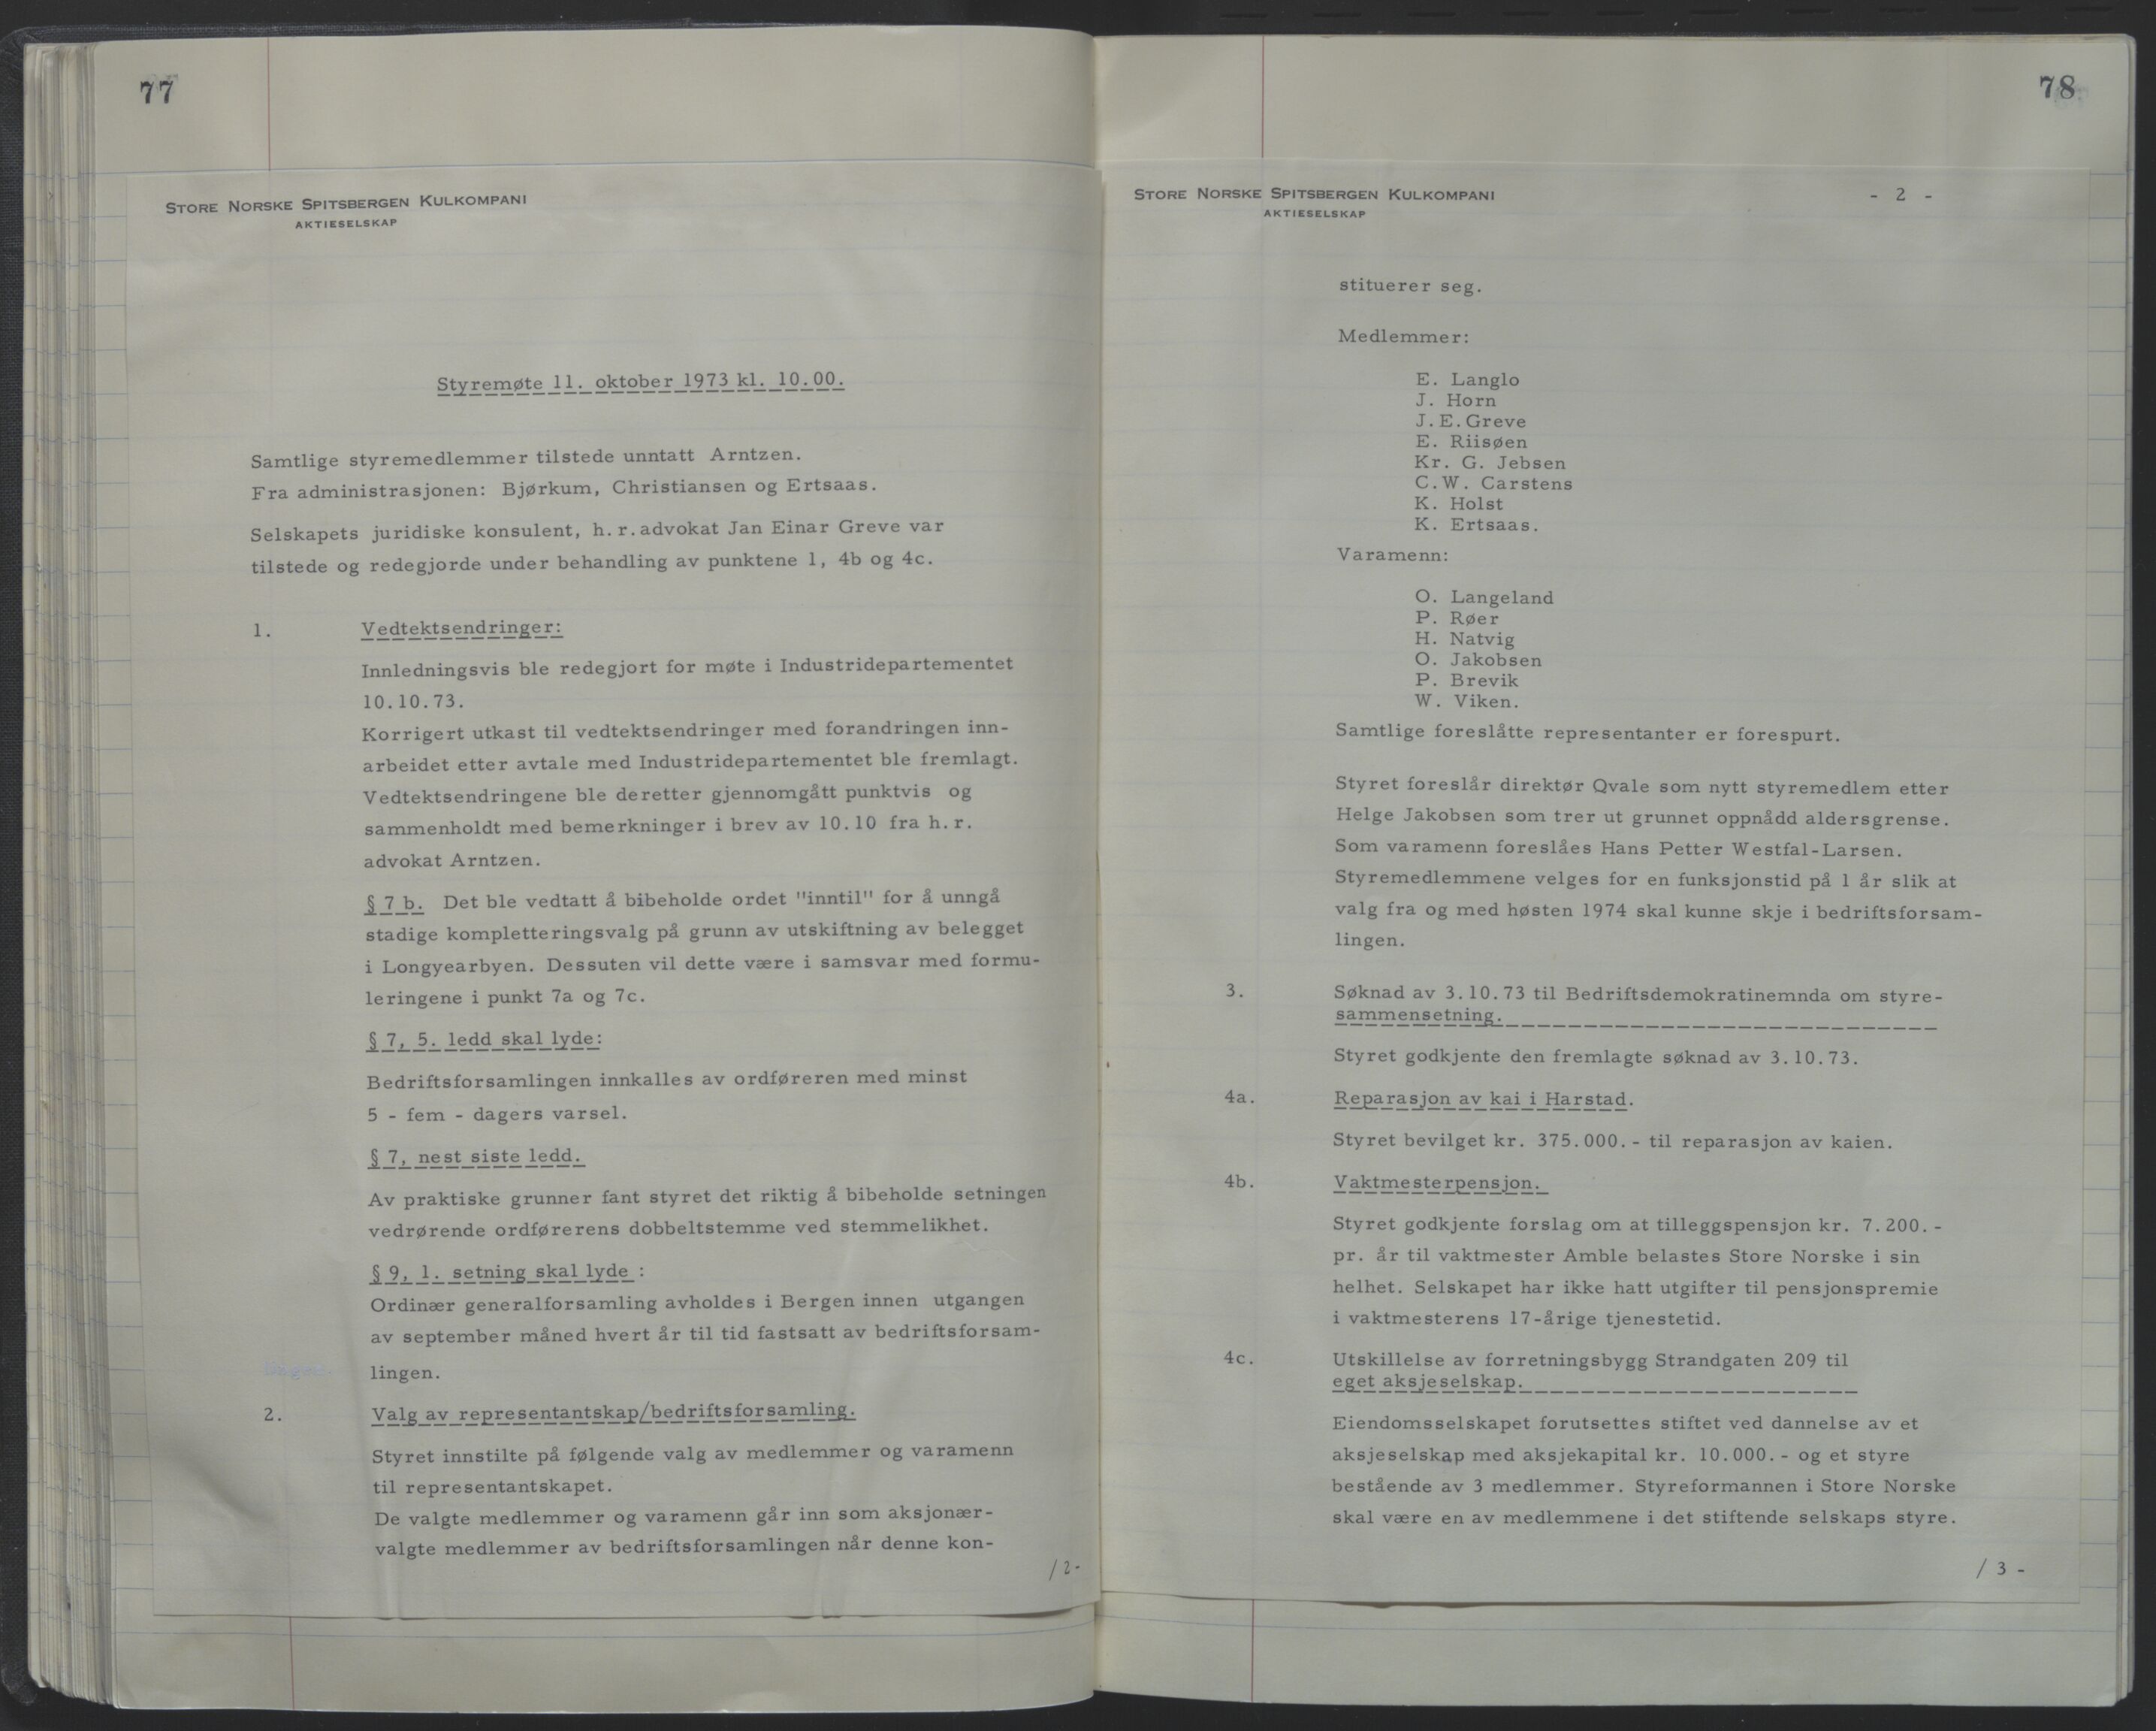 77
STORE NORSKE SPITSBERGEN KULKOMPANI
AKTIESELSKAP
Styremøte 11. oktober 1973 kl. 10.00.
Samtlige styremedlemmer tilstede unntatt Arntzen.
Fra administrasjonen: Bjørkum, Christiansen og Ertsaas.
Selskapets juridiske konsulent, h.r.advokat Jan Einar Greve var
tilstede og redegjorde under behandling av punktene 1, 4b og 4c.
1. Vedtektsendringer:
Innledningsvis ble redegjort for møte i Industridepartementet
10.10.73.
Korrigert utkast til vedtektsendringer med forandringen inn-
arbeidet etter avtale med Industridepartementet ble fremlagt.
Vedtektsendringene ble deretter gjennomgått punktvis og
sammenholdt med bemerkninger i brev av 10.10 fra h.r.
advokat Arntzen.
§ 7 b. Det ble vedtatt å bibeholde ordet "inntil" for å unngå
stadige kompletteringsvalg på grunn av utskiftning av belegget
i Longyearbyen. Dessuten vil dette være i samsvar med formu-
leringene i punkt 7a og 7c.
§ 7, 5. ledd skal lyde:
Bedriftsforsamlingen innkalles av ordføreren med minst
5 - fem - dagers varsel.
§ 7, nest siste ledd.
Av praktiske grunner fant styret det riktig å bibeholde setningen
vedrørende ordførerens dobbeltstemme ved stemmelikhet.
§ 9, 1. setning skal lyde :
Ordinær generalforsamling avholdes i Bergen innen utgangen
av september måned hvert år til tid fastsatt av bedriftsforsam-
lingen.
2. Valg av representantskap/bedriftsforsamling.
Styret innstilte på følgende valg av medlemmer og varamenn
til representantskapet.
De valgte medlemmer og varamenn går inn som aksjonær-
valgte medlemmer av bedriftsforsamlingen når denne kon-
/ 2 -
78
STORE NORSKE SPITSBERGEN KULKOMPANI
AKTIESELSKAP
- 2 -
stituerer seg.
Medlemmer:
E. Langlo
J. Horn
J.E.Greve
E. Riisøen
Kr. G. Jebsen
C.W. Carstens
K. Holst
K. Ertsaas.
Varamenn:
O. Langeland
P. Røer
H. Natvig
O. Jakobsen
P. Brevik
W. Viken.
Samtlige foreslåtte representanter er forespurt.
Styret foreslår direktør Qvale som nytt styremedlem etter
Helge Jakobsen som trer ut grunnet oppnådd aldersgrense.
Som varamenn foreslåes Hans Petter Westfal-Larsen.
Styremedlemmene velges for en funksjonstid på 1 år slik at
valg fra og med høsten 1974 skal kunne skje i bedriftsforsam-
lingen.
3. Søknad av 3.10.73 til Bedriftsdemokratinemnda om styre-
sammensetning.
Styret godkjente den fremlagte søknad av 3.10.73.
4a. Reparasjon av kai i Harstad.
Styret bevilget kr. 375.000.- til reparasjon av kaien.
4b. Vaktmesterpensjon.
Styret godkjente forslag om at tilleggspensjon kr. 7.200.-
pr. år til vaktmester Amble belastes Store Norske i sin
helhet. Selskapet har ikke hatt utgifter til pensjonspremie
i vaktmesterens 17-årige tjenestetid.
4c. Utskillelse av forretningsbygg Strandgaten 209 til
eget aksjeselskap.
Eiendomsselskapet forutsettes stiftet ved dannelse av et
aksjeselskap med aksjekapital kr. 10.000.- og et styre
bestående av 3 medlemmer. Styreformannen i Store Norske
skal være en av medlemmene i det stiftende selskaps styre.
/ 3 -